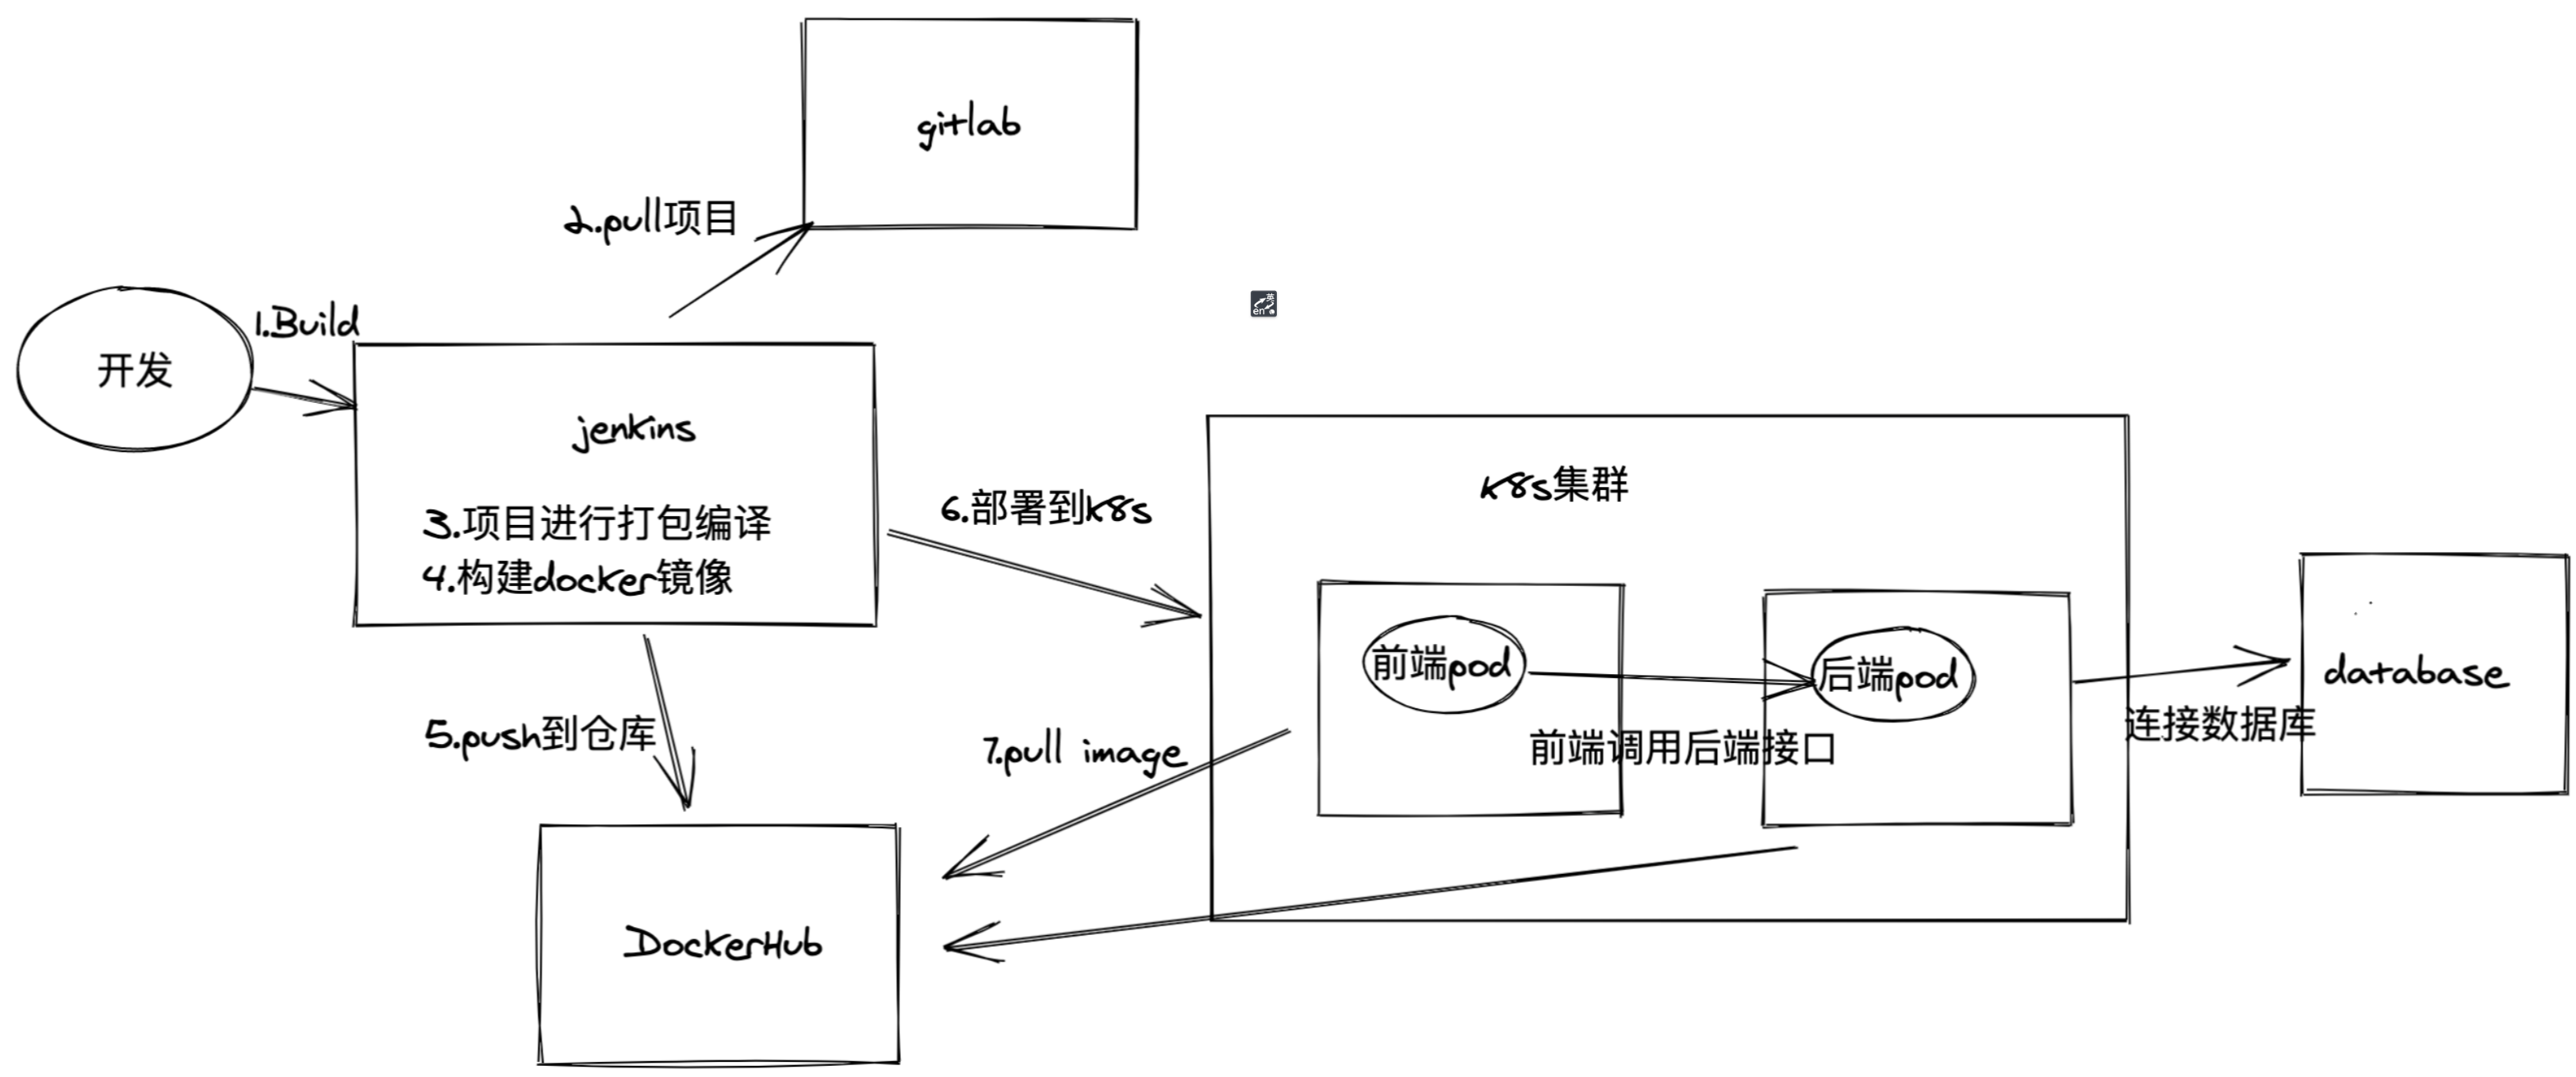 gitlab
2.pull项目
英
en
1.Build
开发
jenkins
3.项目进行打包编译
4.构建docker镜像
6.部署到k8s
k8s集群
前端pod
后端pod
database
5.push到仓库
7.pull image
前端调用后端接口
连接数据库
DockerHub